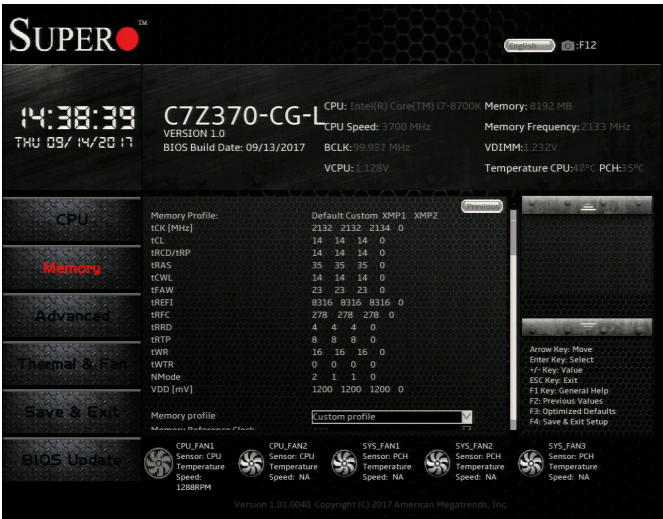 SUPER TM
English :F12
14:38:39
THU 09/14/2017
C7Z370-CG-L
VERSION 1.0
BIOS Build Date: 09/13/2017
CPU: Intel(R) Core(TM) i7-8700K
CPU Speed: 3700 MHz
BCLK:99.987 MHz
VCPU:1.128V
Memory: 8192 MB
Memory Frequency:2133 MHz
VDIMM:1.232V
Temperature CPU:40°C PCH:35°C
CPU
Memory
Advanced
Thermal & Fan
Save & Exit
BIOS Update
Previous
Memory Profile: Default Custom XMP1 XMP2
tCK [MHz] 2132 2132 2134 0
tCL 14 14 14 0
tRCD/tRP 14 14 14 0
tRAS 35 35 35 0
tCWL 14 14 14 0
tFAW 23 23 23 0
tREFI 8316 8316 8316 0
tRFC 278 278 278 0
tRRD 4 4 4 0
tRTP 8 8 8 0
tWR 16 16 16 0
tWTR 0 0 0 0
NMode 2 1 1 0
VDD [mV] 1200 1200 1200 0
Memory profile Custom profile
Memory Reference Clock
Arrow Key: Move
Enter Key: Select
+/- Key: Value
ESC Key: Exit
F1 Key: General Help
F2: Previous Values
F3: Optimized Defaults
F4: Save & Exit Setup
CPU_FAN1
Sensor: CPU
Temperature
Speed:
1288RPM
CPU_FAN2
Sensor: CPU
Temperature
Speed: NA
SYS_FAN1
Sensor: PCH
Temperature
Speed: NA
SYS_FAN2
Sensor: PCH
Temperature
Speed: NA
SYS_FAN3
Sensor: PCH
Temperature
Speed: NA
Version 1.01.0040. Copyright (C) 2017 American Megatrends, Inc.